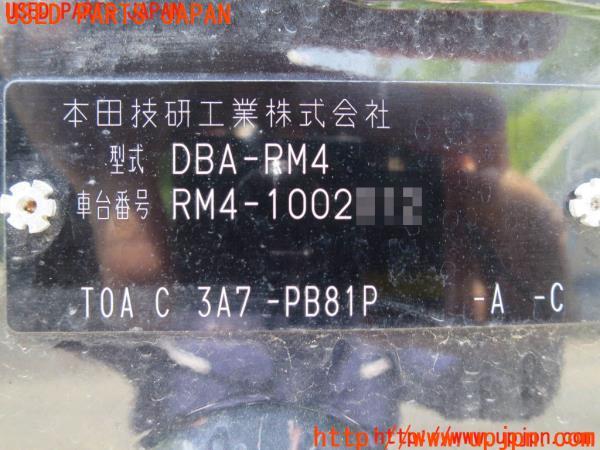 USED PARTS JAPAN
本田技研工業株式会社
型式 DBA-RM4
車台番号 RM4-1002
T0A C 3A7 -PB81P -A -C
http://www.upjpn.com